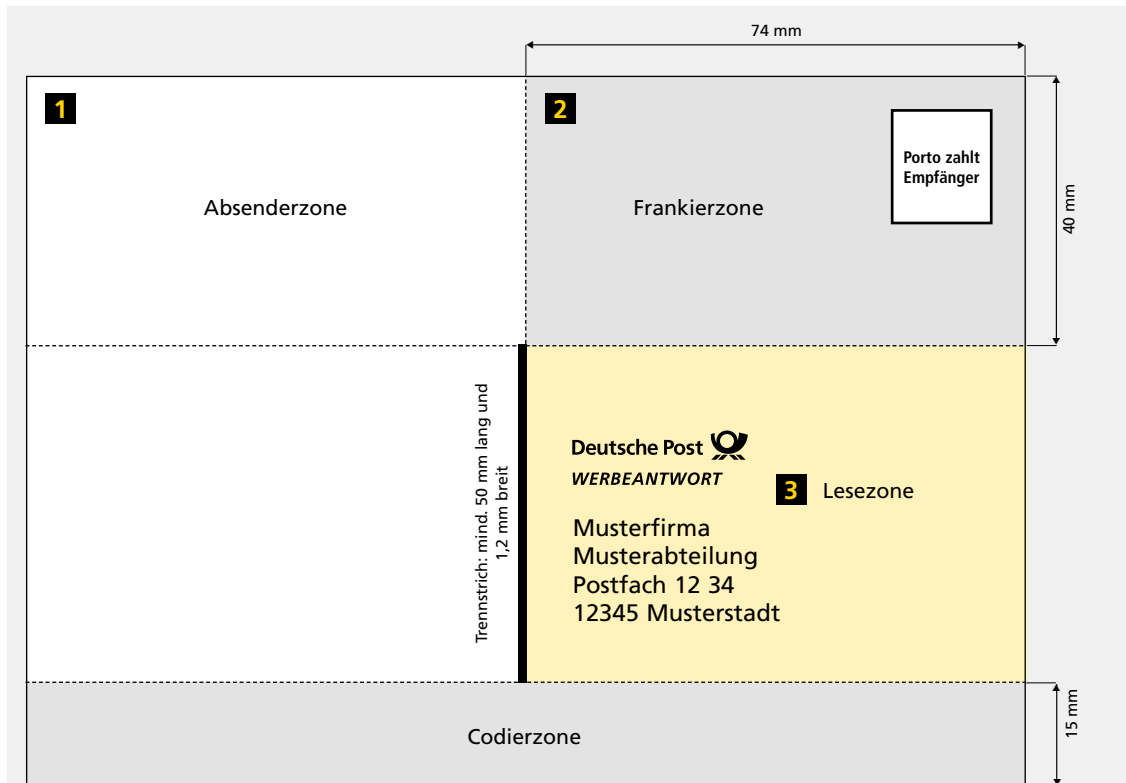 74 mm
1
2
Porto zahlt
Empfänger
Absenderzone
Frankierzone
40 mm
Trennstrich: mind. 50 mm lang und
1,2 mm breit
Deutsche Post
WERBEANTWORT
3 Lesezone
Musterfirma
Musterabteilung
Postfach 12 34
12345 Musterstadt
15 mm
Codierzone